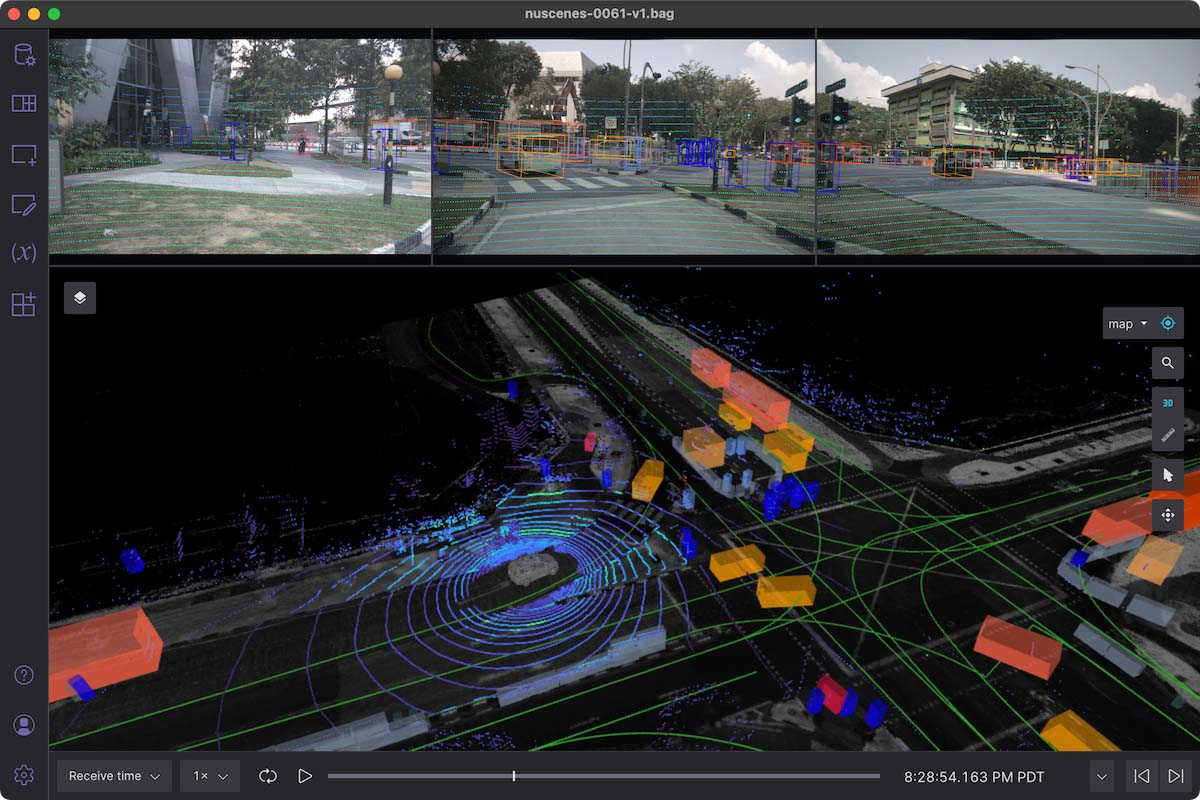 nuscenes-0061-v1.bag
(x)
map
3D
?
Receive time
1×
8:28:54.163 PM PDT